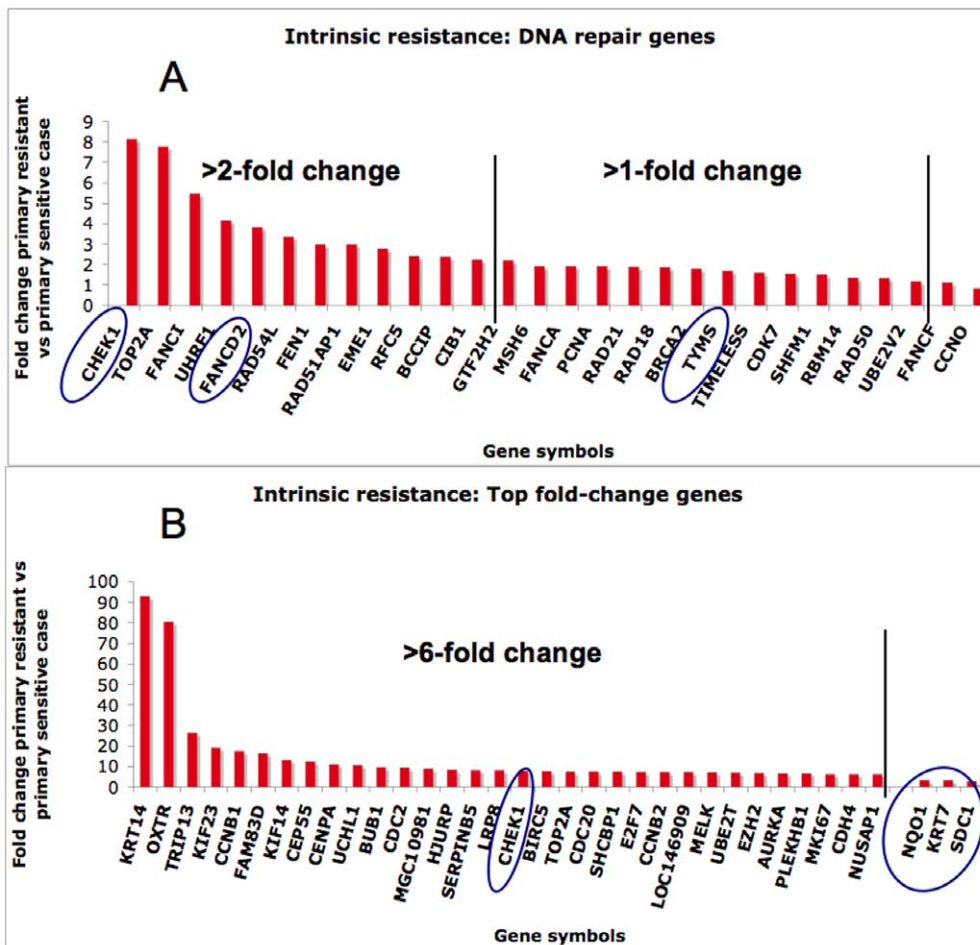 Intrinsic resistance: DNA repair genes
A
Fold change primary resistant
vs primary sensitive case
9
8
7
6
5
4
3
2
1
0
>2-fold change
>1-fold change
CHEK1
TOP2A
FANCI
UHRF1
FANCD2
RAD54L
FEN1
RAD51AP1
EME1
RFC5
BCCIP
CIB1
GTF2H2
MSH6
FANCA
PCNA
RAD21
RAD18
BRCA2
TYMS
TIMELESS
CDK7
SHFM1
RBM14
RAD50
UBE2V2
FANCF
CCNO
Gene symbols
Intrinsic resistance: Top fold-change genes
B
Fold change primary resistant vs
primary sensitive case
100
90
80
70
60
50
40
30
20
10
0
>6-fold change
KRT14
OXTR
TRIP13
KIF23
CCNB1
FAM83D
KIF14
CEP55
CENPA
UCHL1
BUB1
CDC2
MGC10981
HJURP
SERPINB5
LRP8
CHEK1
BIRC5
TOP2A
CDC20
SHCBP1
E2F7
CCNB2
LOC146909
MELK
UBE2T
EZH2
AURKA
PLEKHB1
MKI67
CDH4
NUSAP1
NQO1
KRT7
SDC1
Gene symbols